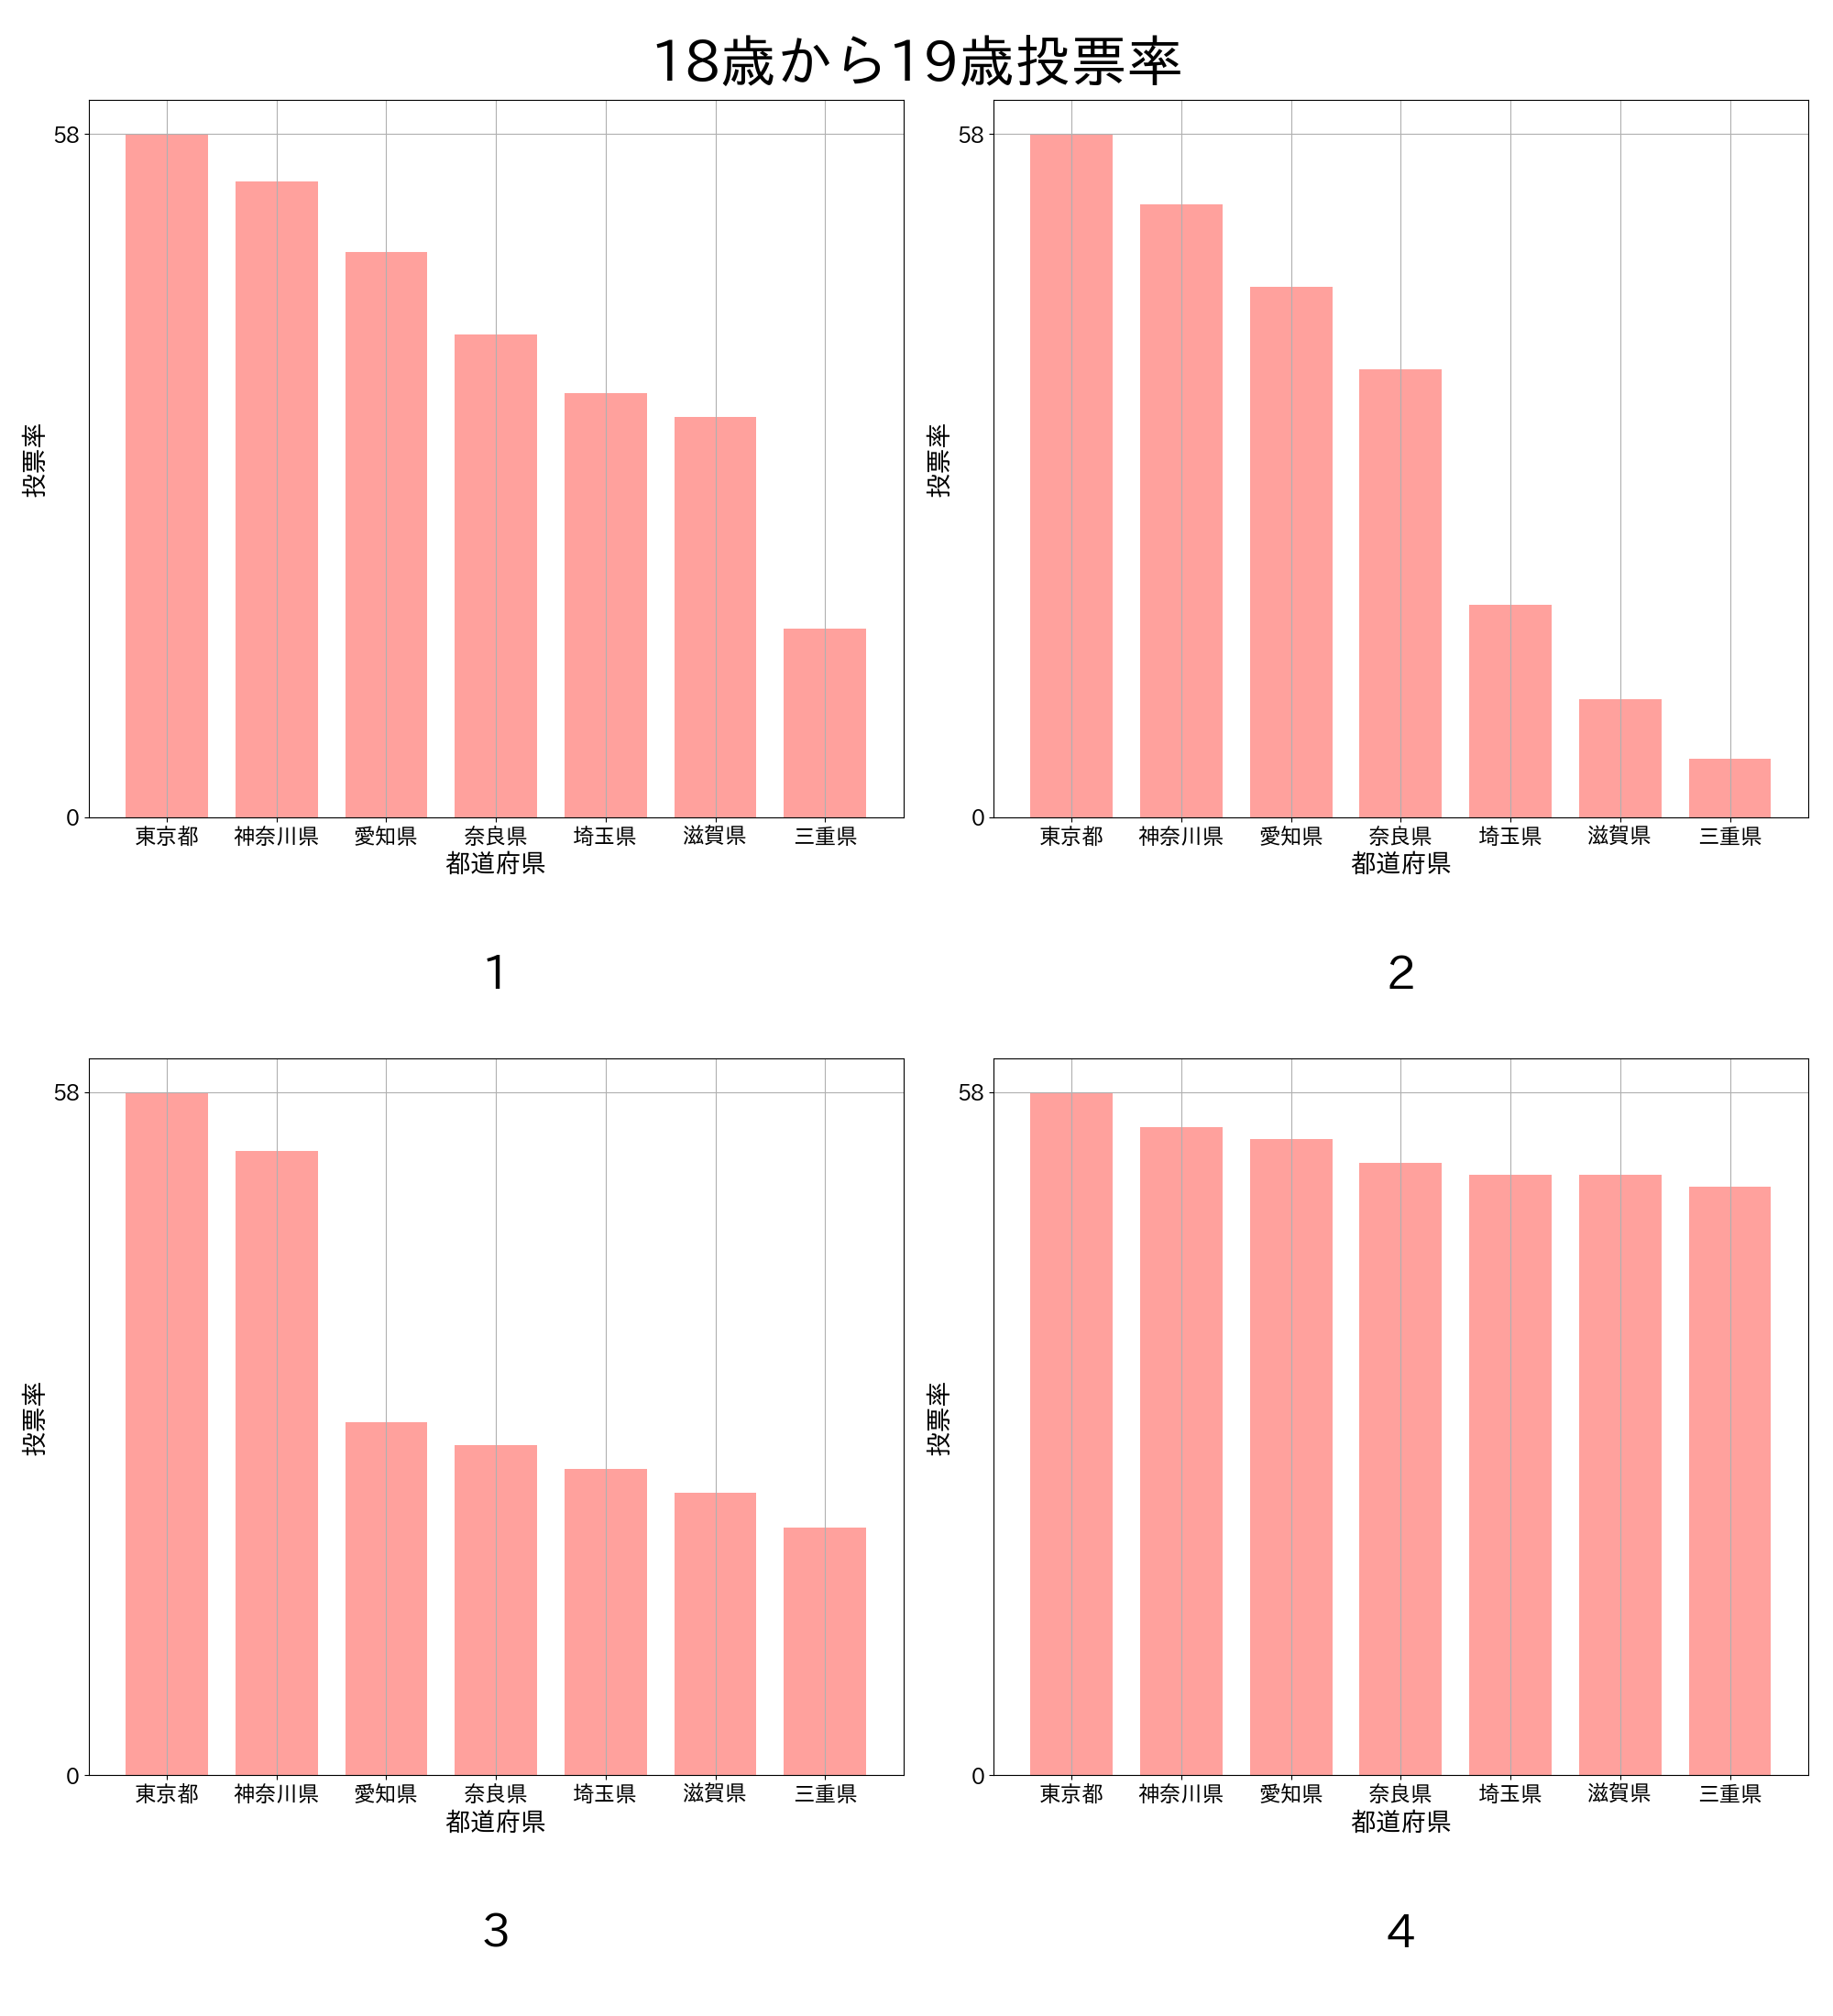 18歳から19歳投票率
58
0
投票率
東京都 神奈川県 愛知県 奈良県 埼玉県 滋賀県 三重県
都道府県
1
58
0
投票率
東京都 神奈川県 愛知県 奈良県 埼玉県 滋賀県 三重県
都道府県
2
58
0
投票率
東京都 神奈川県 愛知県 奈良県 埼玉県 滋賀県 三重県
都道府県
3
58
0
投票率
東京都 神奈川県 愛知県 奈良県 埼玉県 滋賀県 三重県
都道府県
4